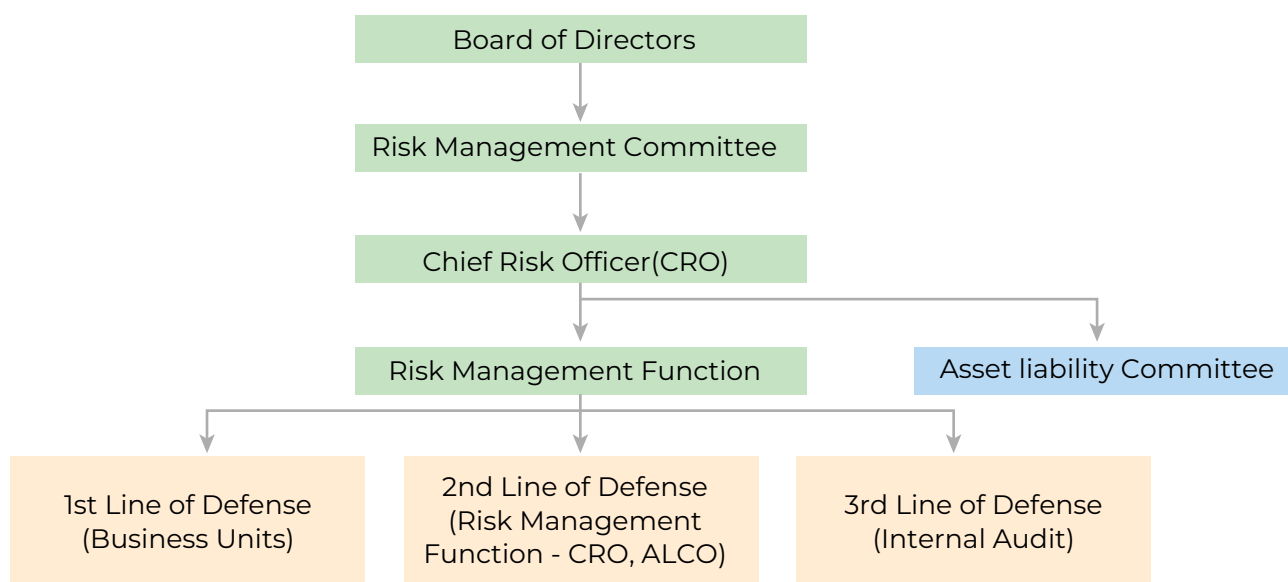 Board of Directors
Risk Management Committee
Chief Risk Officer(CRO)
Risk Management Function
Asset liability Committee
1st Line of Defense
(Business Units)
2nd Line of Defense
(Risk Management
Function - CRO, ALCO)
3rd Line of Defense
(Internal Audit)